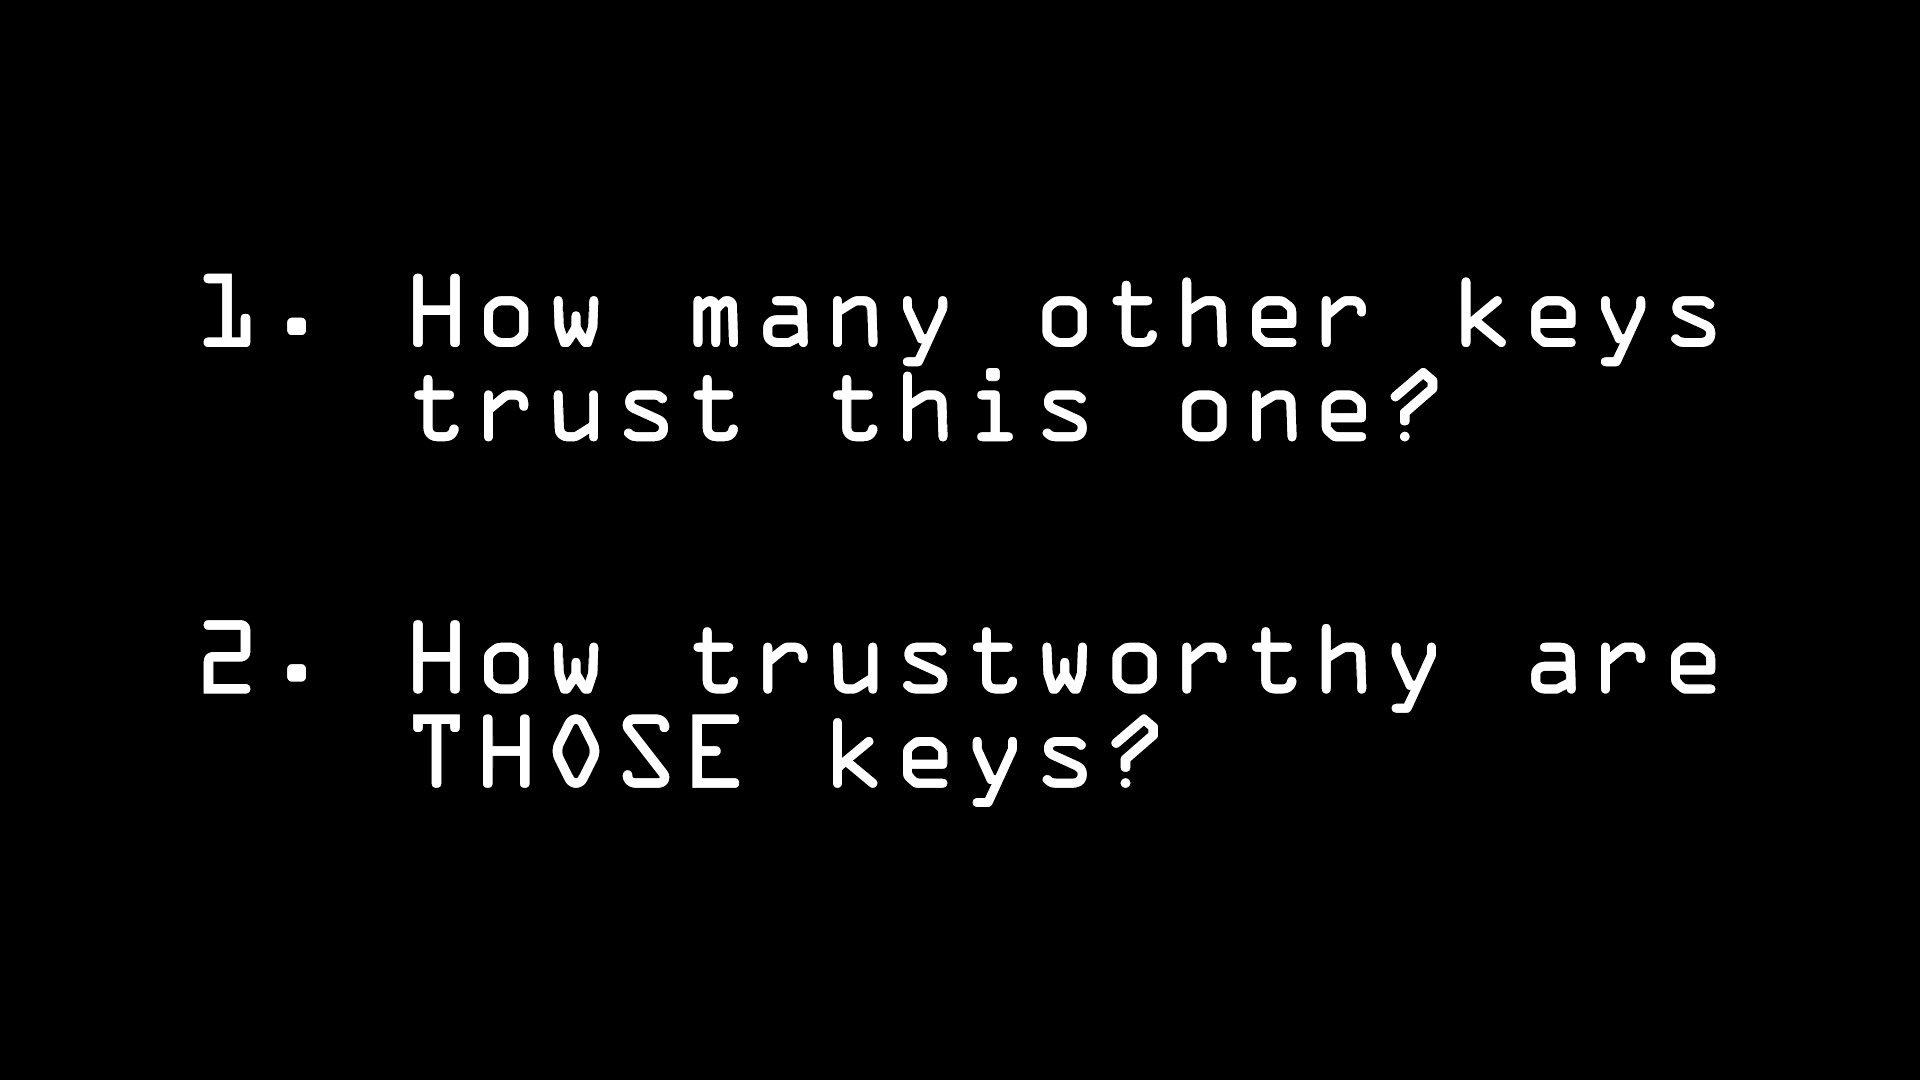 1. How many other keys
trust this one?
2. How trustworthy are
THOSE keys?